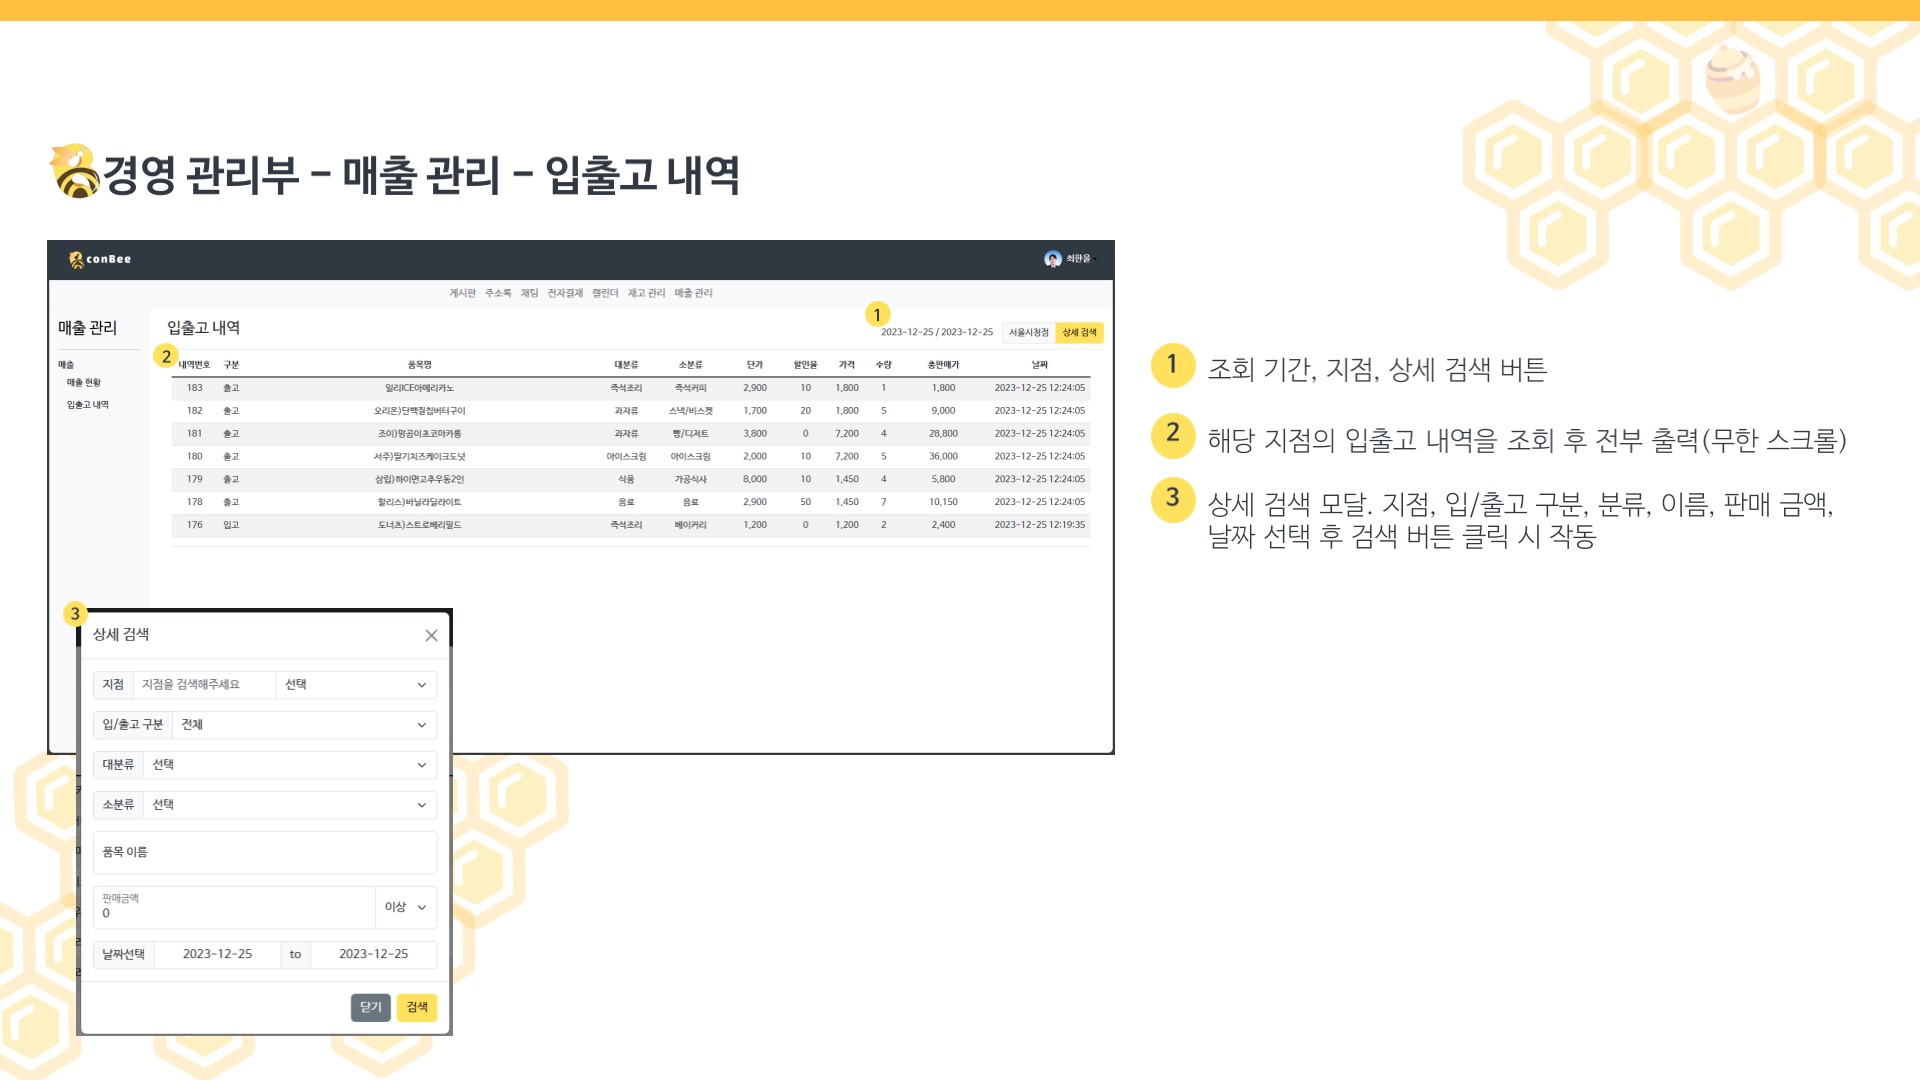 경영 관리부 - 매출 관리 - 입출고 내역
conBee
최한울
게시판 주소록 채팅 전자결재 캘린더 재고 관리 매출 관리
매출 관리
매출
매출 현황
입출고 내역
입출고 내역
1
2023-12-25 / 2023-12-25 서울시청점 상세 검색
2
내역번호 구분 품목명 대분류 소분류 단가 할인율 가격 수량 총판매가 날짜
183 출고 일리)ICE아메리카노 즉석조리 즉석커피 2,900 10 1,800 1 1,800 2023-12-25 12:24:05
182 출고 오리온)단백질칩버터구이 과자류 스낵/비스켓 1,700 20 1,800 5 9,000 2023-12-25 12:24:05
181 출고 조이)망곰이초코마카롱 과자류 빵/디저트 3,800 0 7,200 4 28,800 2023-12-25 12:24:05
180 출고 서주)딸기치즈케이크도넛 아이스크림 아이스크림 2,000 10 7,200 5 36,000 2023-12-25 12:24:05
179 출고 삼립)하이면고추우동2인 식품 가공식사 8,000 10 1,450 4 5,800 2023-12-25 12:24:05
178 출고 할리스)바닐라딜라이트 음료 음료 2,900 50 1,450 7 10,150 2023-12-25 12:24:05
176 입고 도너츠)스트로베리필드 즉석조리 베이커리 1,200 0 1,200 2 2,400 2023-12-25 12:19:35
3
상세 검색
지점 지점을 검색해주세요 선택
입/출고 구분 전체
대분류 선택
소분류 선택
품목 이름
판매금액
0 이상
날짜선택 2023-12-25 to 2023-12-25
닫기 검색
1 조회 기간, 지점, 상세 검색 버튼
2 해당 지점의 입출고 내역을 조회 후 전부 출력(무한 스크롤)
3 상세 검색 모달. 지점, 입/출고 구분, 분류, 이름, 판매 금액,
날짜 선택 후 검색 버튼 클릭 시 작동